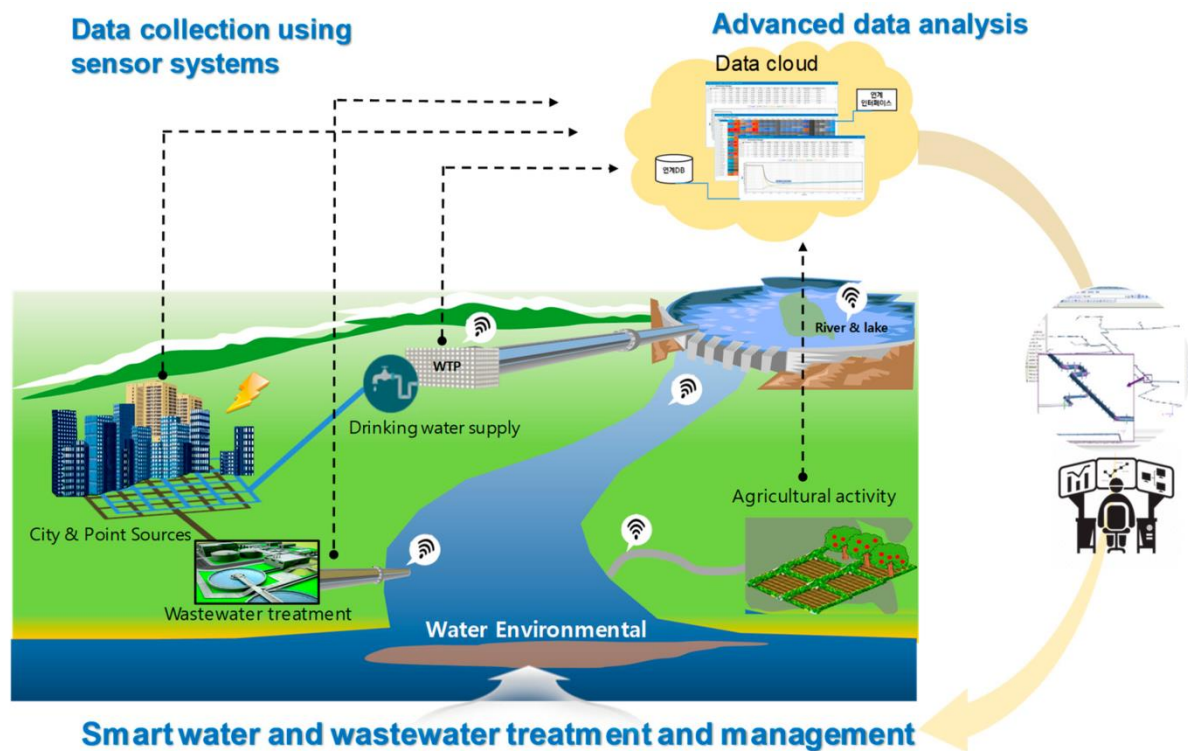 Data collection using
sensor systems
Advanced data analysis
Data cloud
연계
인터페이스
연계DB
River & lake
WTP
Drinking water supply
Agricultural activity
City & Point Sources
Wastewater treatment
Water Environmental
Smart water and wastewater treatment and management